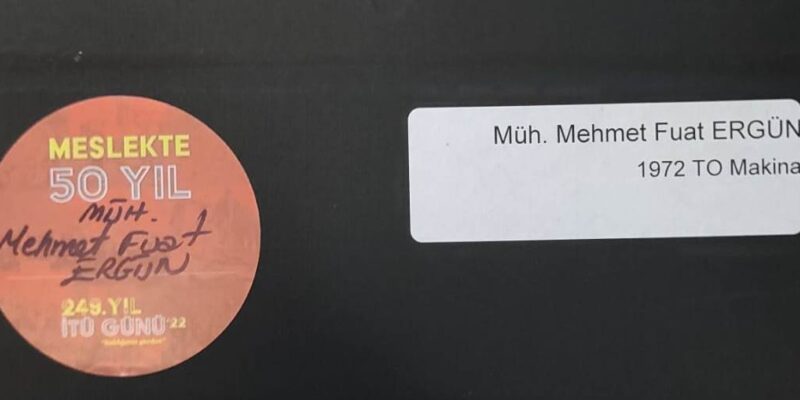 MESLEKTE
50 YIL
MÜH.
Mehmet Fuat
ERGÜN
249.YIL
İTÜ GÜNÜ'22
Müh. Mehmet Fuat ERGÜN
1972 TO Makina